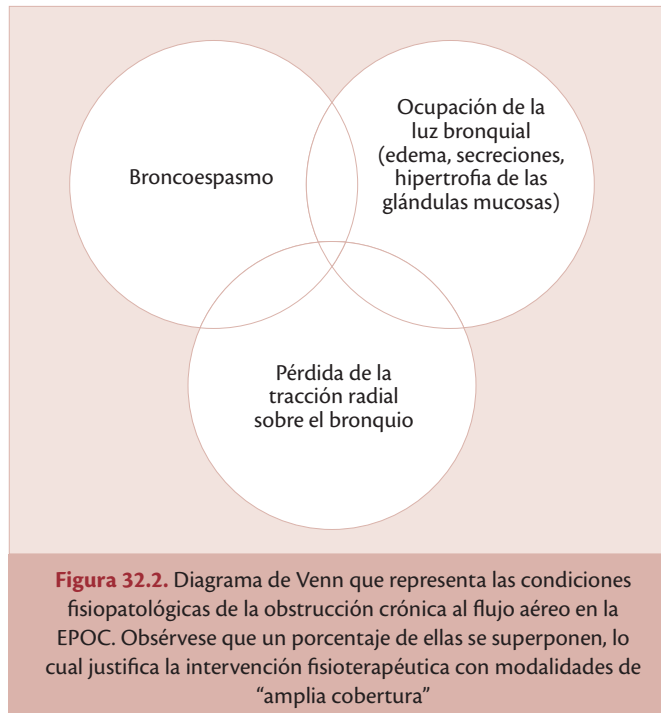 Broncoespasmo
Ocupación de la
luz bronquial
(edema, secreciones,
hipertrofia de las
glándulas mucosas)
Pérdida de la
tracción radial
sobre el bronquio
Figura 32.2. Diagrama de Venn que representa las condiciones
fisiopatológicas de la obstrucción crónica al flujo aéreo en la
EPOC. Obsérvese que un porcentaje de ellas se superponen, lo
cual justifica la intervención fisioterapéutica con modalidades de
“amplia cobertura”